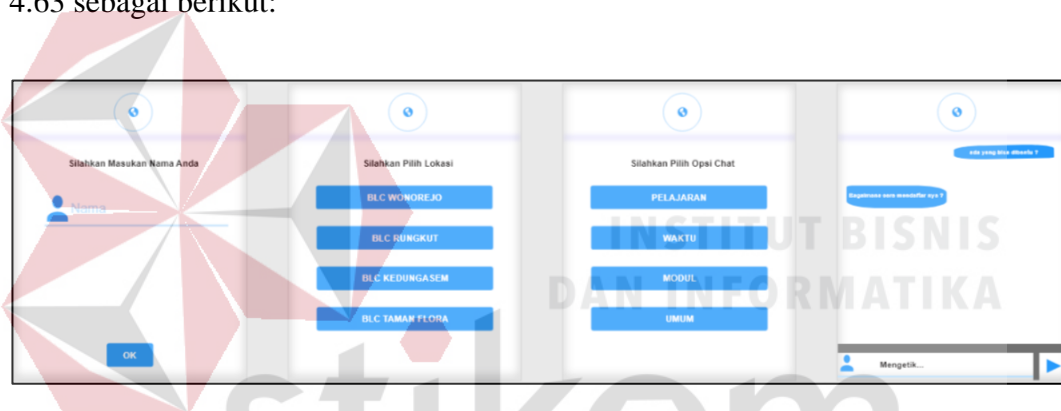 4.63 sebagai berikut:
Silahkan Masukan Nama Anda
Nama
OK
Silahkan Pilih Lokasi
BLC WONOREJO
BLC RUNGKUT
BLC KEDUNGASEM
BLC TAMAN FLORA
Silahkan Pilih Opsi Chat
PELAJARAN
WAKTU
MODUL
UMUM
ada yang bisa dibantu ?
Bagaimana cara mendaftar nya ?
Mengetik...
INSTITUT BISNIS
DAN INFORMATIKA
stikom